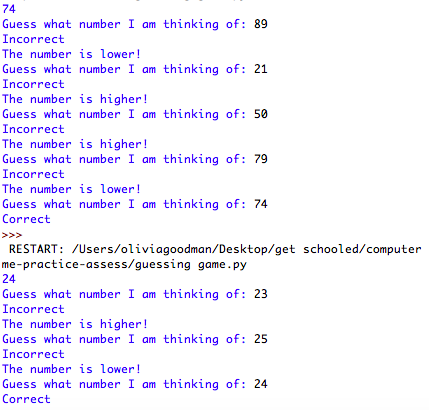 74
Guess what number I am thinking of: 89
Incorrect
The number is lower!
Guess what number I am thinking of: 21
Incorrect
The number is higher!
Guess what number I am thinking of: 50
Incorrect
The number is higher!
Guess what number I am thinking of: 79
Incorrect
The number is lower!
Guess what number I am thinking of: 74
Correct
>>>
RESTART: /Users/oliviagoodman/Desktop/get schooled/computer
me-practice-assess/guessing game.py
24
Guess what number I am thinking of: 23
Incorrect
The number is higher!
Guess what number I am thinking of: 25
Incorrect
The number is lower!
Guess what number I am thinking of: 24
Correct